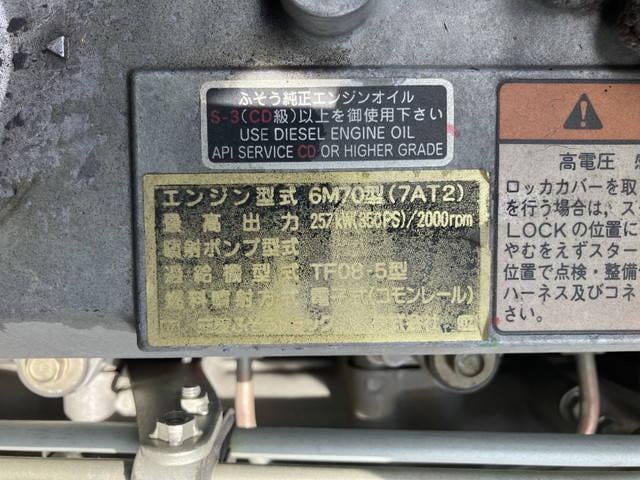 ふそう純正エンジンオイル
S-3(CD級)以上を御使用下さい
USE DIESEL ENGINE OIL
API SERVICE CD OR HIGHER GRADE
エンジン型式 6M70型(7AT2)
最高出力 257kW(350PS)/2000rpm
噴射ポンプ型式
過給機型式 TF08-5型
燃料噴射方式 電子式(コモンレール)
高電圧
ロッカカバーを取
を行う場合は、ス
LOCKの位置に
やむをえずスター
位置で点検・整備
ハーネス及びコネ